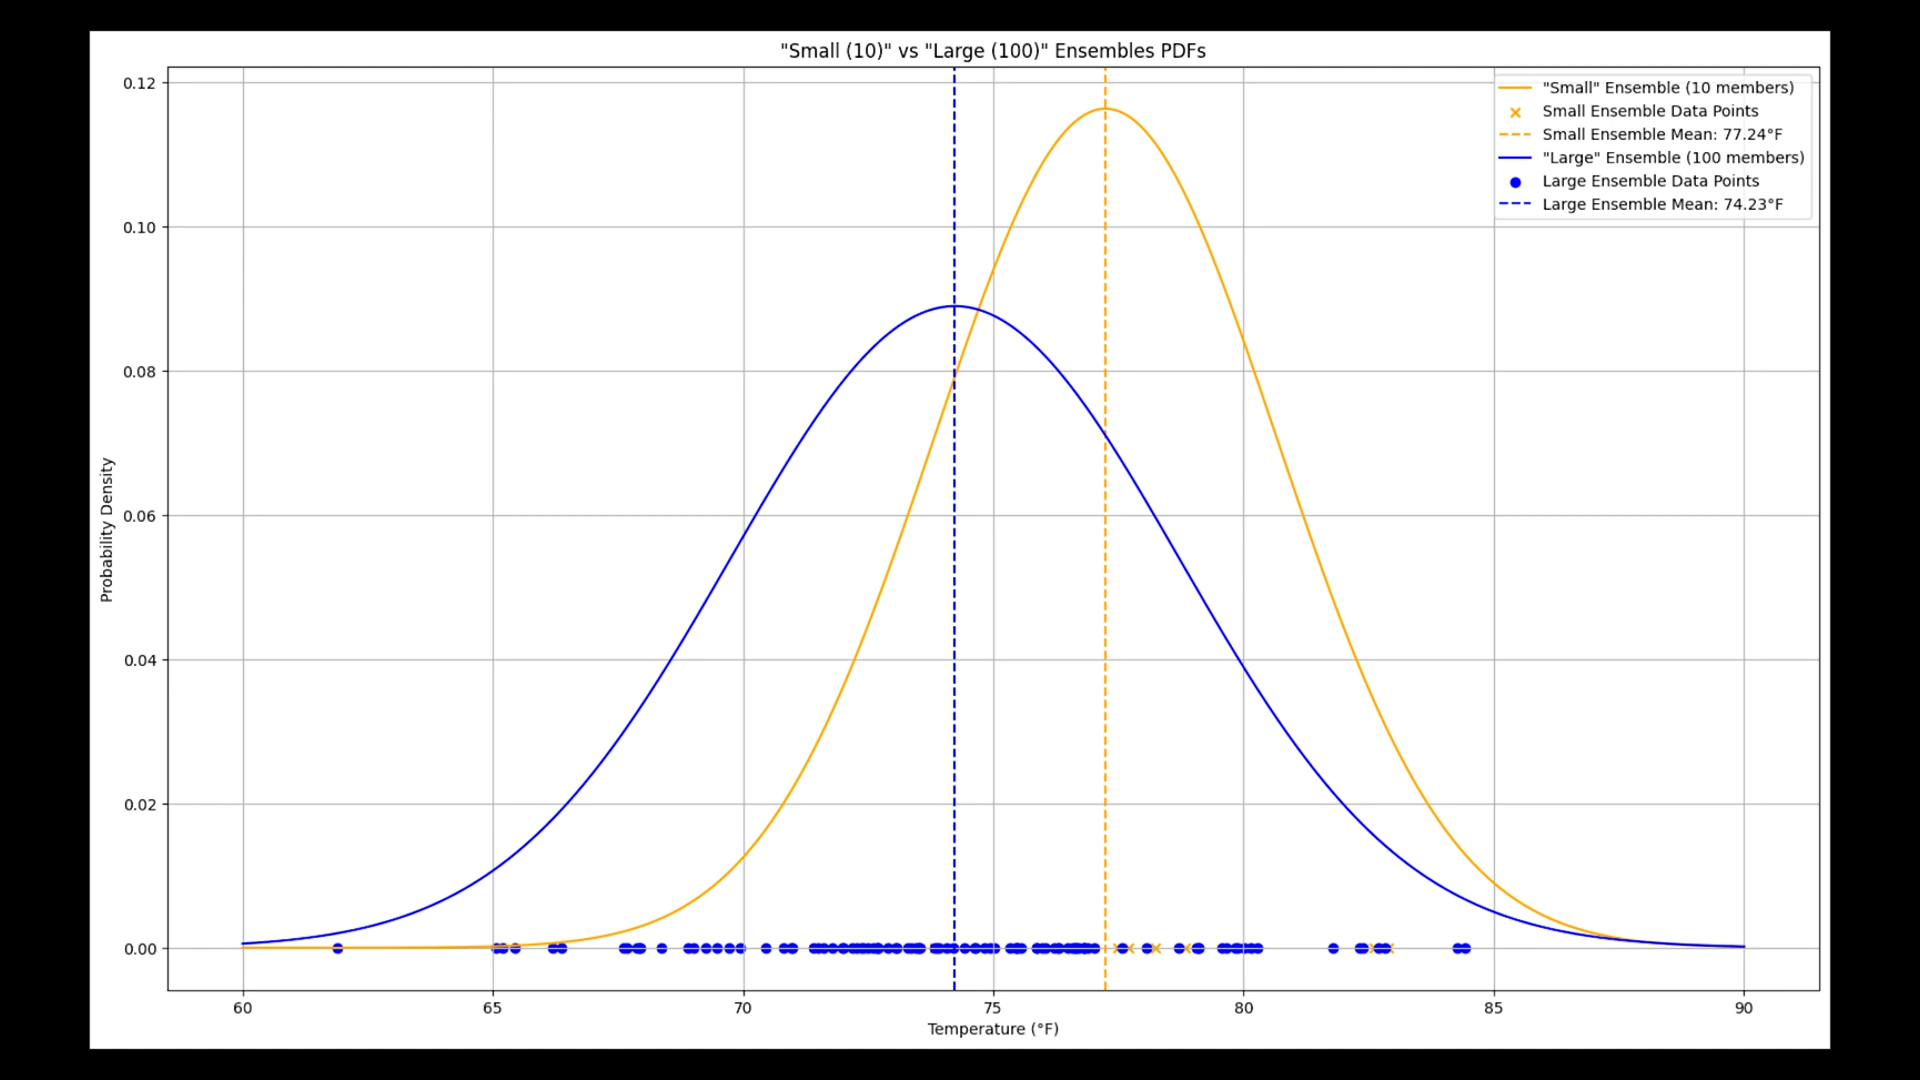 "Small (10)" vs "Large (100)" Ensembles PDFs
"Small" Ensemble (10 members)
Small Ensemble Data Points
Small Ensemble Mean: 77.24°F
"Large" Ensemble (100 members)
Large Ensemble Data Points
Large Ensemble Mean: 74.23°F
0.12
0.10
0.08
0.06
0.04
0.02
0.00
Probability Density
60 65 70 75 80 85 90
Temperature (°F)